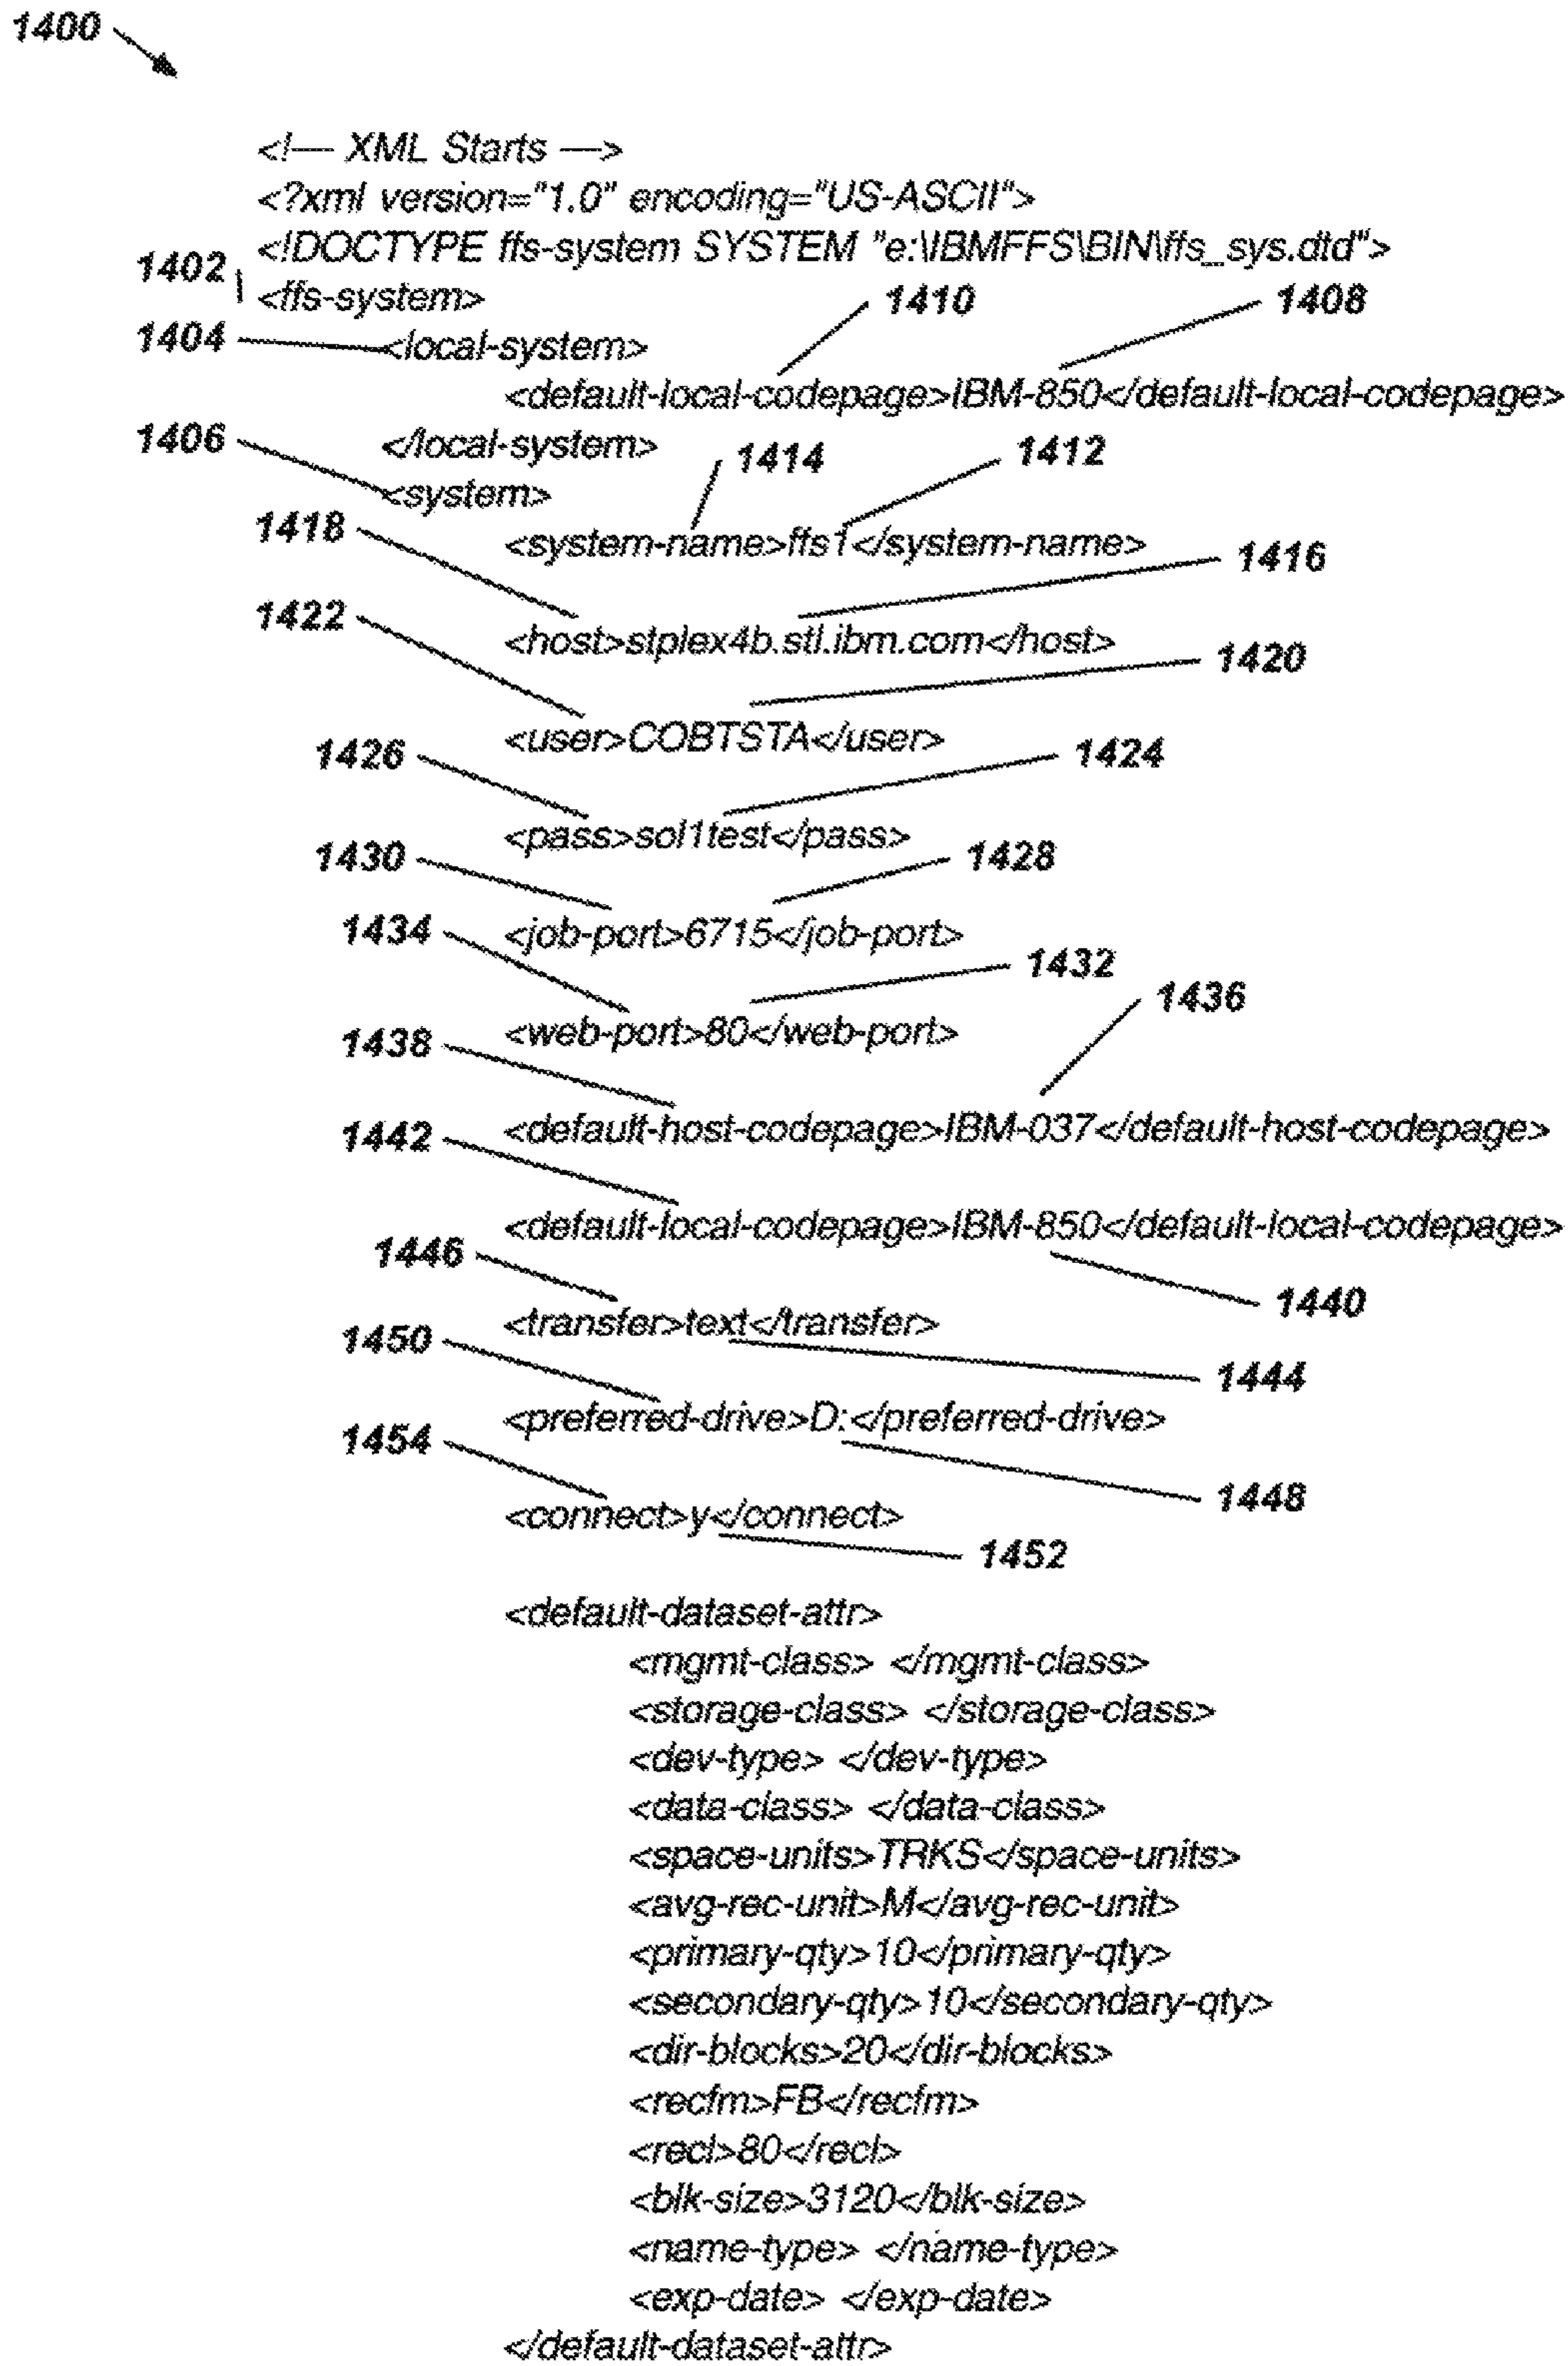 1400
<!— XML Starts —>
<?xml version="1.0" encoding="US-ASCII">
<!DOCTYPE ffs-system SYSTEM "e:\IBMFFS\BIN\ffs_sys.dtd">
1402
<ffs-system>
1410
1408
1404
<local-system>
<default-local-codepage>IBM-850</default-local-codepage>
1406
</local-system>
1414
1412
<system>
1418
<system-name>ffs1</system-name>
1416
1422
<host>stplex4b.stl.ibm.com</host>
1420
<user>COBTSTA</user>
1426
1424
<pass>sol1test</pass>
1430
1428
1434
<job-port>6715</job-port>
1432
1436
<web-port>80</web-port>
1438
<default-host-codepage>IBM-037</default-host-codepage>
1442
<default-local-codepage>IBM-850</default-local-codepage>
1446
1440
<transfer>text</transfer>
1450
1444
<preferred-drive>D:</preferred-drive>
1454
1448
<connect>y</connect>
1452
<default-dataset-attr>
<mgmt-class> </mgmt-class>
<storage-class> </storage-class>
<dev-type> </dev-type>
<data-class> </data-class>
<space-units>TRKS</space-units>
<avg-rec-unit>M</avg-rec-unit>
<primary-qty>10</primary-qty>
<secondary-qty>10</secondary-qty>
<dir-blocks>20</dir-blocks>
<recfm>FB</recfm>
<recl>80</recl>
<blk-size>3120</blk-size>
<name-type> </name-type>
<exp-date> </exp-date>
</default-dataset-attr>